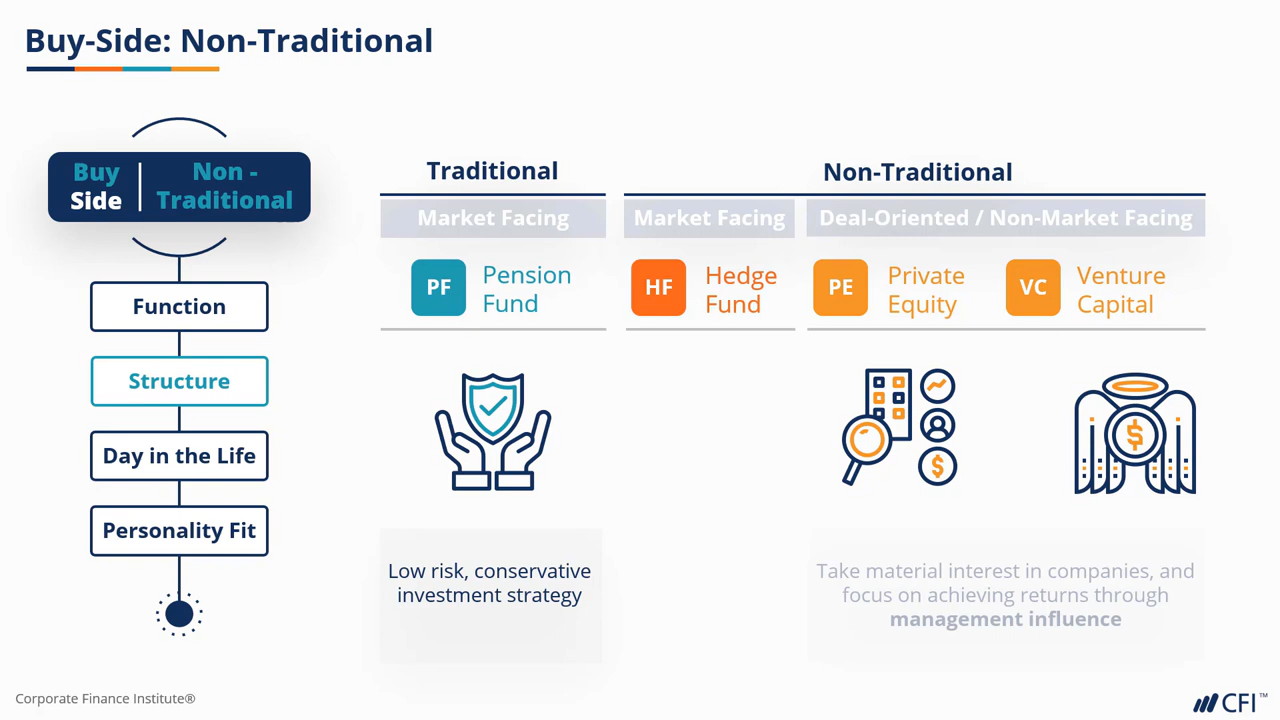 Buy-Side: Non-Traditional
Buy
Side
Non -
Traditional
Function
Structure
Day in the Life
Personality Fit
Traditional
Non-Traditional
Market Facing
Market Facing
Deal-Oriented / Non-Market Facing
PF
Pension
Fund
HF
Hedge
Fund
PE
Private
Equity
VC
Venture
Capital
$
$
Low risk, conservative
investment strategy
Take material interest in companies, and
focus on achieving returns through
management influence
Corporate Finance Institute®
CFI™